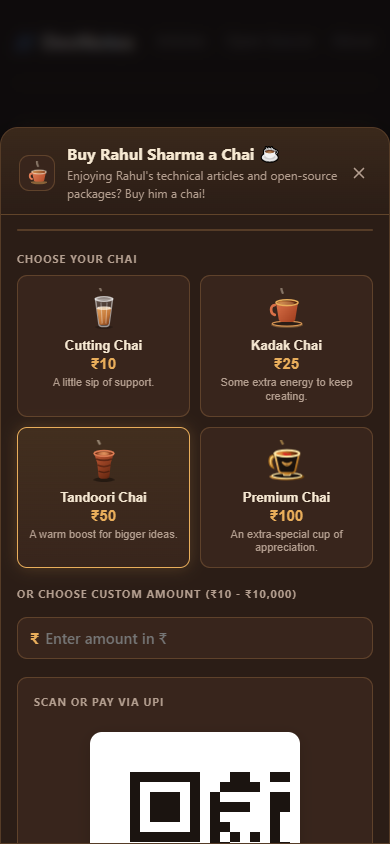 Buy Rahul Sharma a Chai ☕
Enjoying Rahul's technical articles and open-source
packages? Buy him a chai!
CHOOSE YOUR CHAI
Cutting Chai
₹10
A little sip of support.
Kadak Chai
₹25
Some extra energy to keep
creating.
Tandoori Chai
₹50
A warm boost for bigger ideas.
Premium Chai
₹100
An extra-special cup of
appreciation.
OR CHOOSE CUSTOM AMOUNT (₹10 - ₹10,000)
₹ Enter amount in ₹
SCAN OR PAY VIA UPI